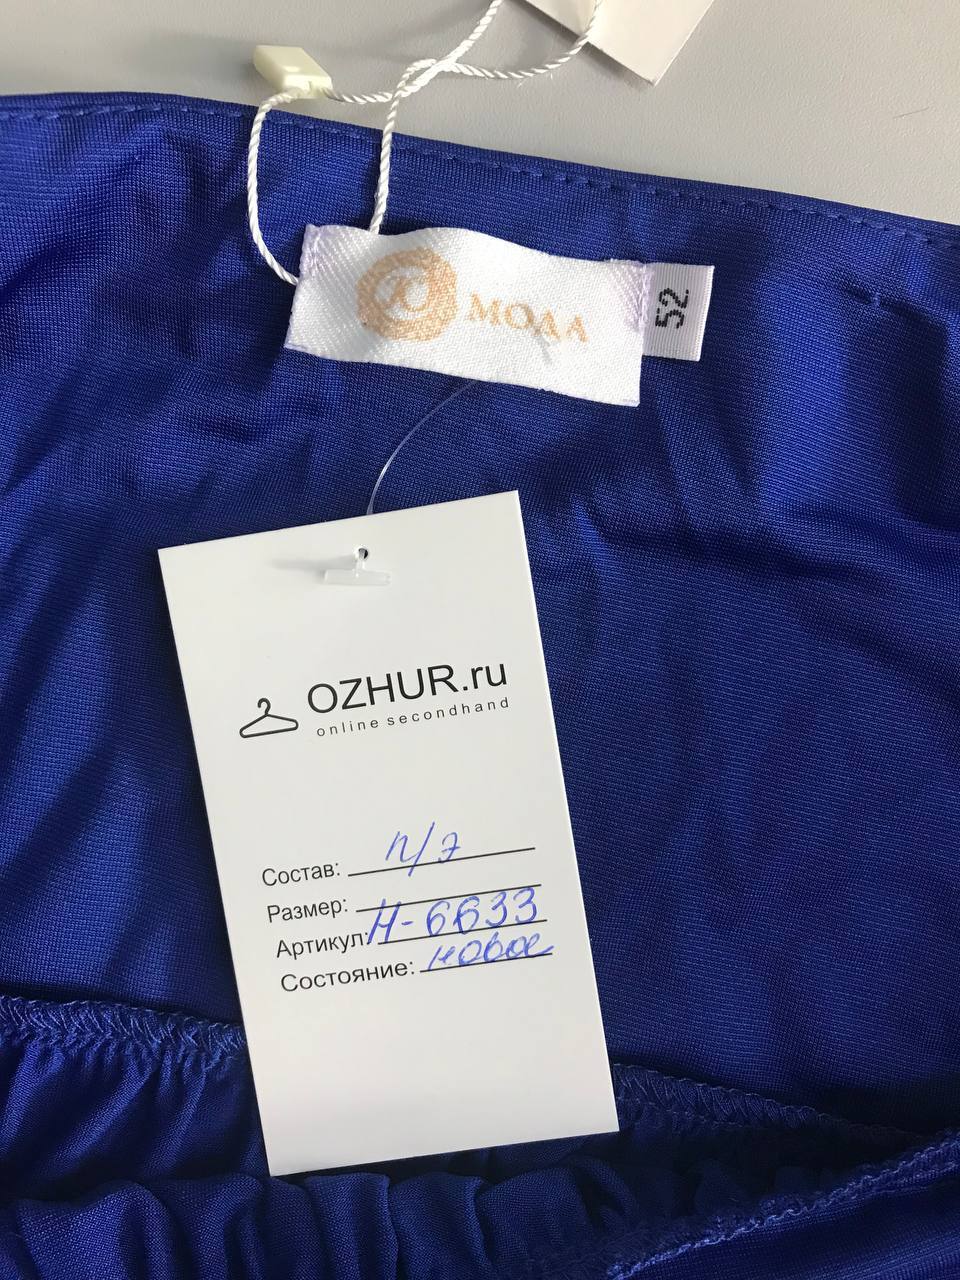 МОДА
52
OZHUR.ru
online secondhand
Состав: п/э
Размер:
Артикул: Н-6633
Состояние: новое